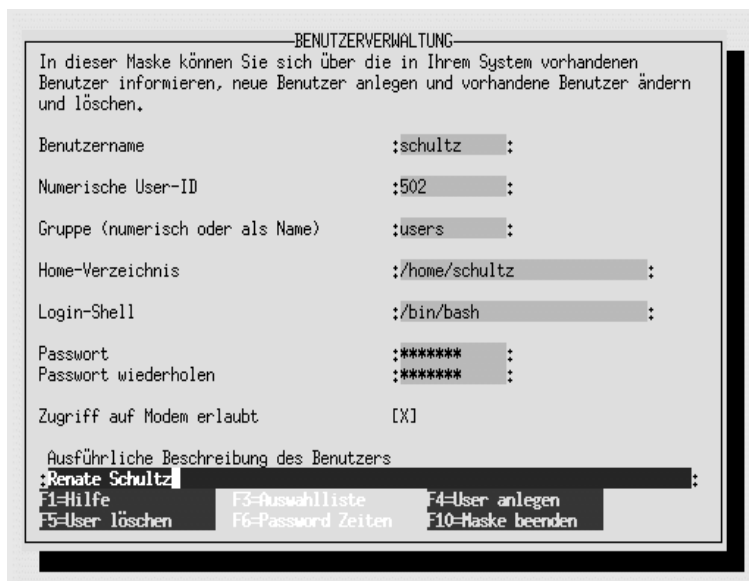 BENUTZERVERWALTUNG
In dieser Maske können Sie sich über die in Ihrem System vorhandenen
Benutzer informieren, neue Benutzer anlegen und vorhandene Benutzer ändern
und löschen.
Benutzername :schultz :
Numerische User-ID :502 :
Gruppe (numerisch oder als Name) :users :
Home-Verzeichnis :/home/schultz :
Login-Shell :/bin/bash :
Passwort :******* :
Passwort wiederholen :******* :
Zugriff auf Modem erlaubt [X]
Ausführliche Beschreibung des Benutzers
:Renate Schultz :
F1=Hilfe F3=Auswahlliste F4=User anlegen
F5=User löschen F6=Password Zeiten F10=Maske beenden